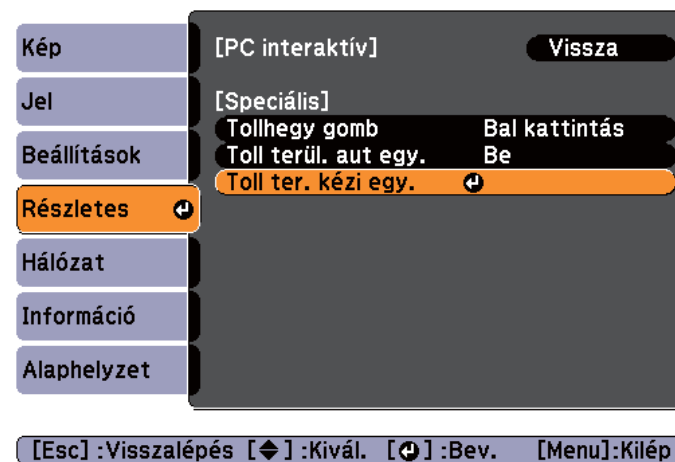 Kép
Jel
Beállítások
Részletes
Hálózat
Információ
Alaphelyzet
[PC interaktív] Vissza
[Speciális]
Tollhegy gomb Bal kattintás
Toll terül. aut egy. Be
Toll ter. kézi egy.
[Esc] :Visszalépés [◆] :Kivál. [⏎] :Bev. [Menu]:Kilép